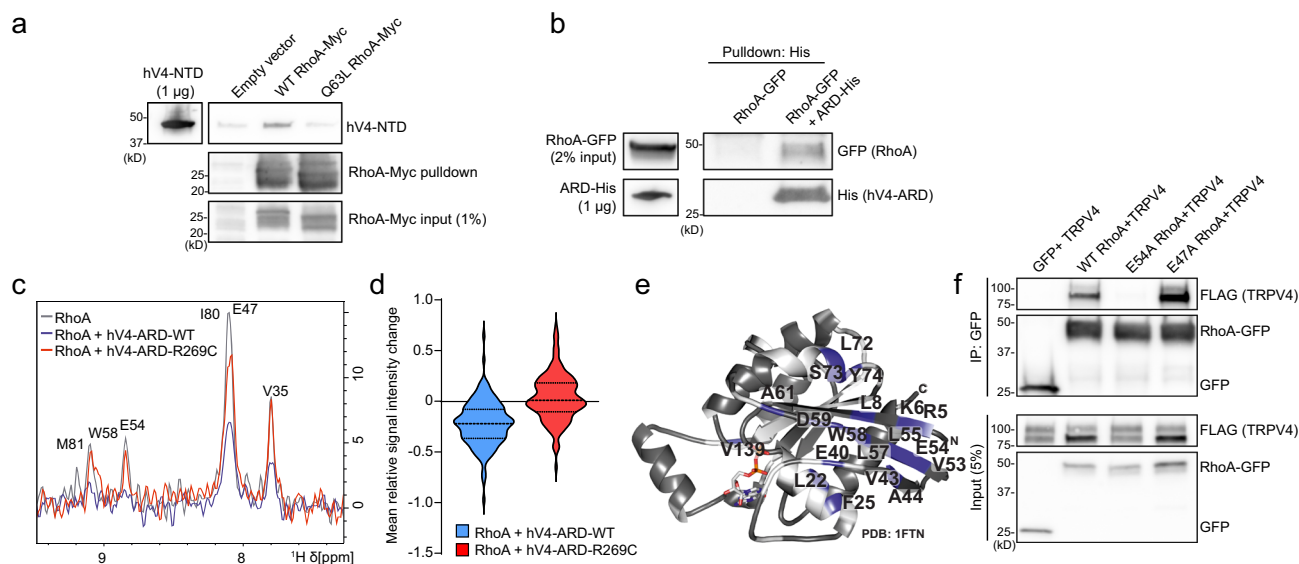 a
hV4-NTD
(1 µg)
Empty vector
WT RhoA-Myc
Q63L RhoA-Myc
50-
37-
(kD)
hV4-NTD
25-
20-
RhoA-Myc pulldown
25-
20-
(kD)
RhoA-Myc input (1%)
b
Pulldown: His
RhoA-GFP
RhoA-GFP
+ ARD-His
RhoA-GFP
(2% input)
50-
GFP (RhoA)
ARD-His
(1 µg)
25-
(kD)
His (hV4-ARD)
c
RhoA
RhoA + hV4-ARD-WT
RhoA + hV4-ARD-R269C
I80
E47
V35
M81
W58
E54
10
5
0
9
8
¹H δ[ppm]
d
Mean relative signal intensity change
1.0
0.5
0
-0.5
-1.0
-1.5
RhoA + hV4-ARD-WT
RhoA + hV4-ARD-R269C
e
L72
S73
Y74
A61
L8
K6
R5
C
N
D59
W58
L55
E54
V139
E40
L57
V53
L22
V43
A44
F25
PDB: 1FTN
f
GFP+ TRPV4
WT RhoA+TRPV4
E54A RhoA+TRPV4
E47A RhoA+TRPV4
IP: GFP
100-
75-
FLAG (TRPV4)
50-
37-
25-
RhoA-GFP
GFP
Input (5%)
100-
75-
FLAG (TRPV4)
50-
37-
25-
(kD)
RhoA-GFP
GFP